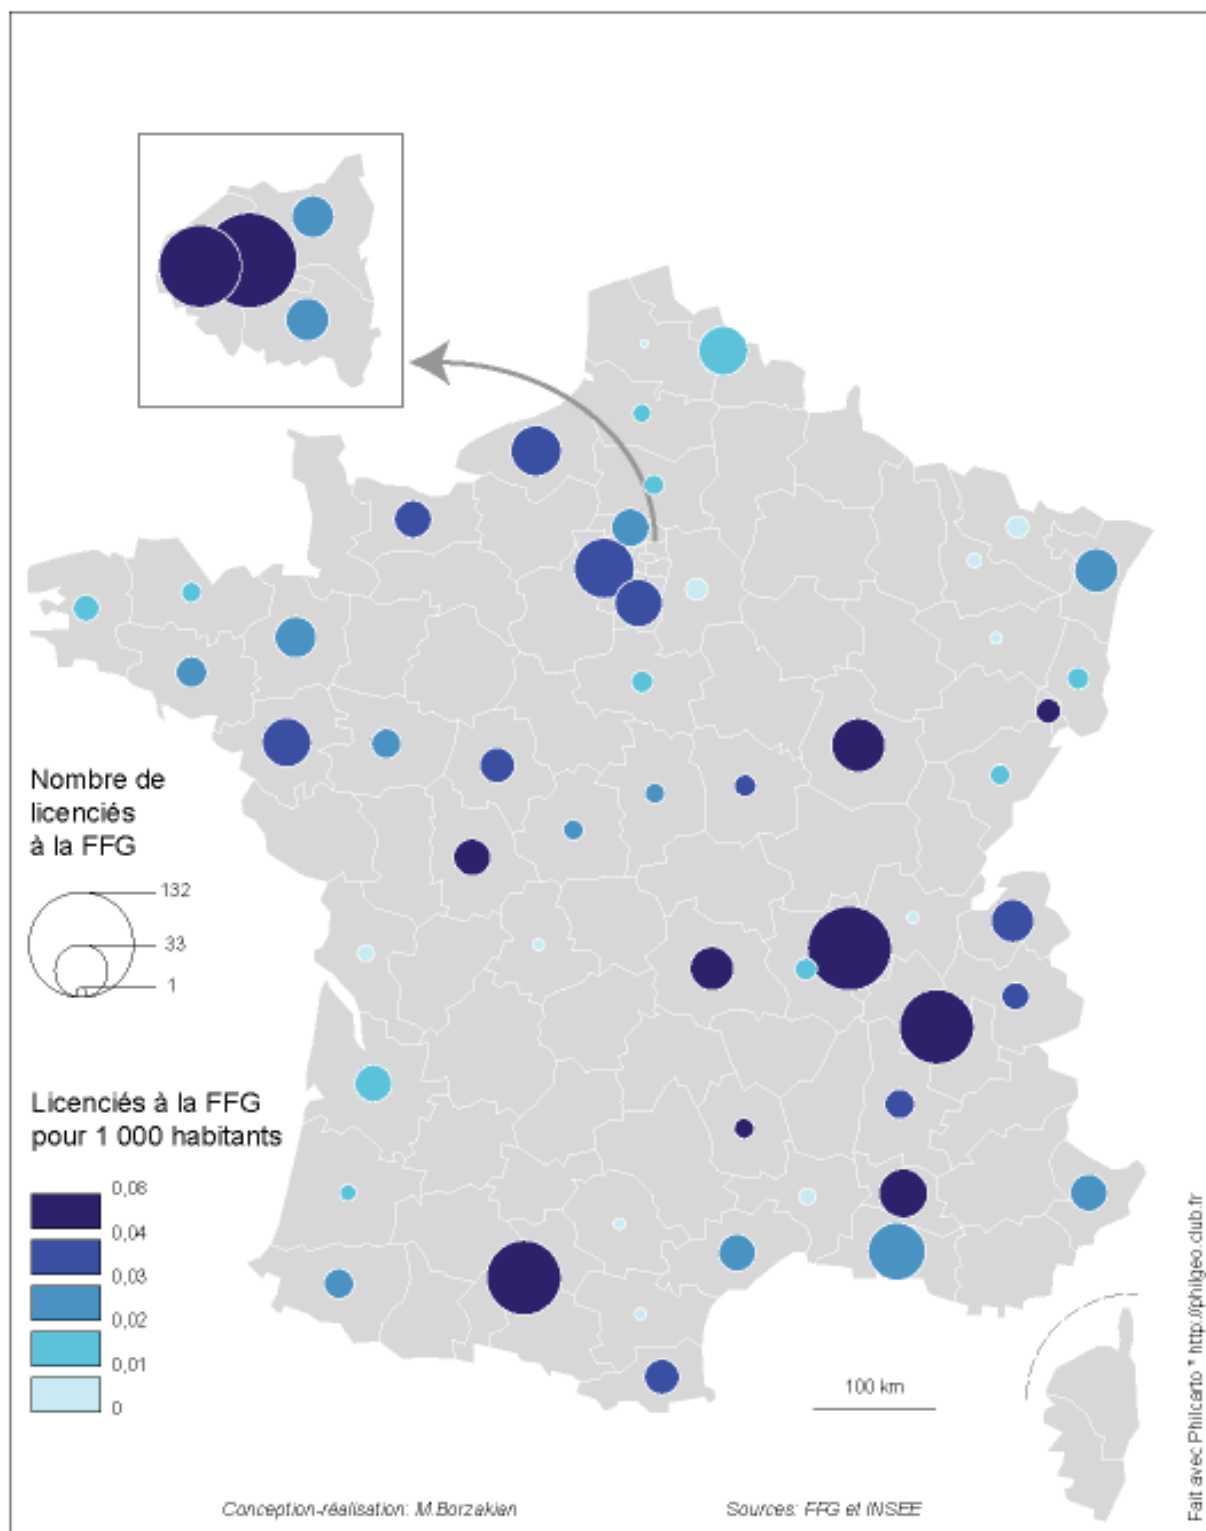 Nombre de
licenciés
à la FFG
132
33
1
Licenciés à la FFG
pour 1 000 habitants
0,08
0,04
0,03
0,02
0,01
0
100 km
Conception-réalisation: M.Borzakian
Sources: FFG et INSEE
Fait avec Philcarto * http://philgeo.club.fr